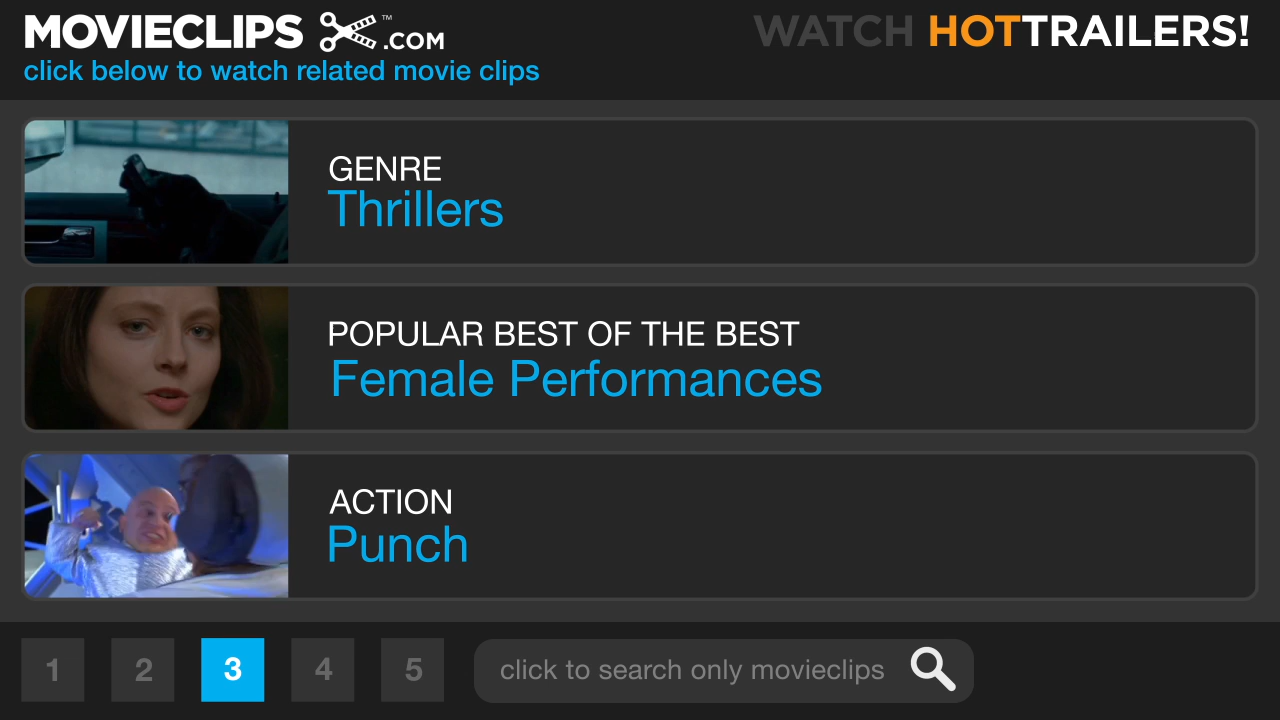 MOVIECLIPS ™ .COM
WATCH HOTTRAILERS!
click below to watch related movie clips
GENRE
Thrillers
POPULAR BEST OF THE BEST
Female Performances
ACTION
Punch
1 2 3 4 5 click to search only movieclips